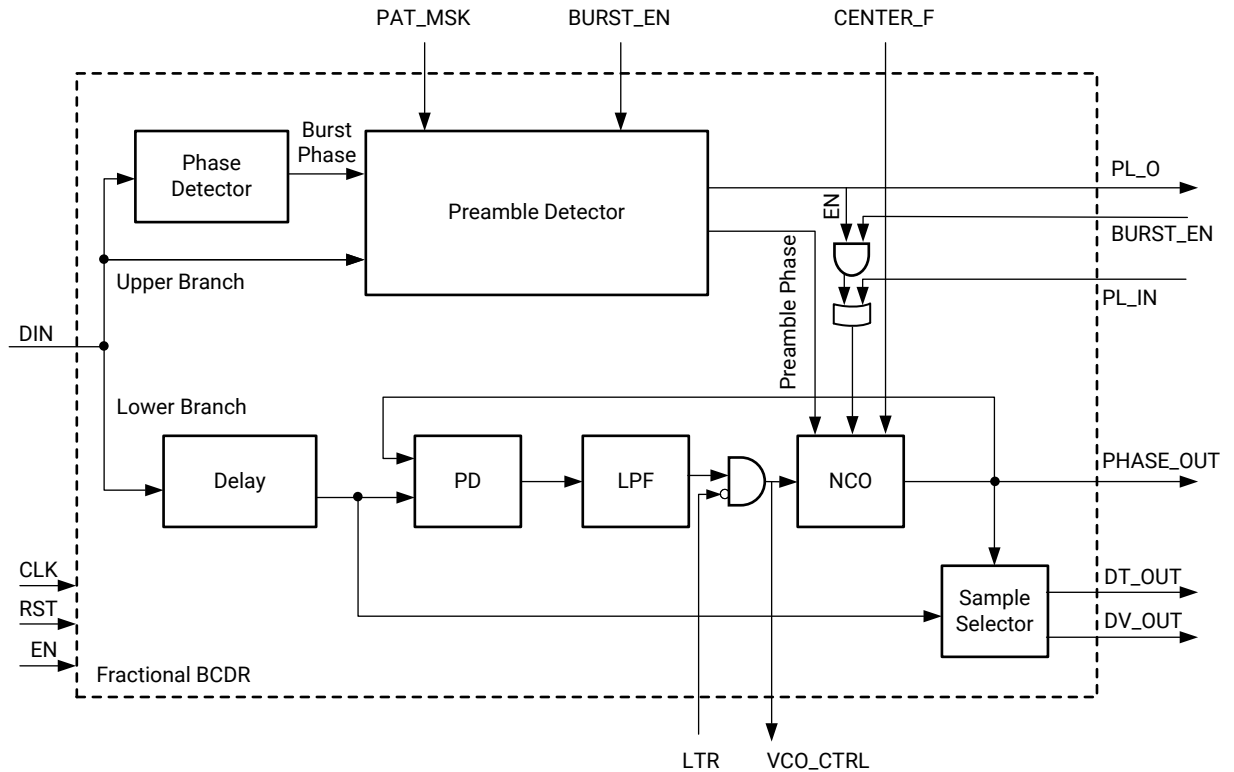 PAT_MSK
BURST_EN
CENTER_F
Burst
Phase
Phase
Detector
Preamble Detector
EN
PL_O
BURST_EN
PL_IN
Upper Branch
Preamble Phase
DIN
Lower Branch
Delay
PD
LPF
NCO
PHASE_OUT
CLK
RST
EN
Sample
Selector
DT_OUT
DV_OUT
Fractional BCDR
LTR
VCO_CTRL